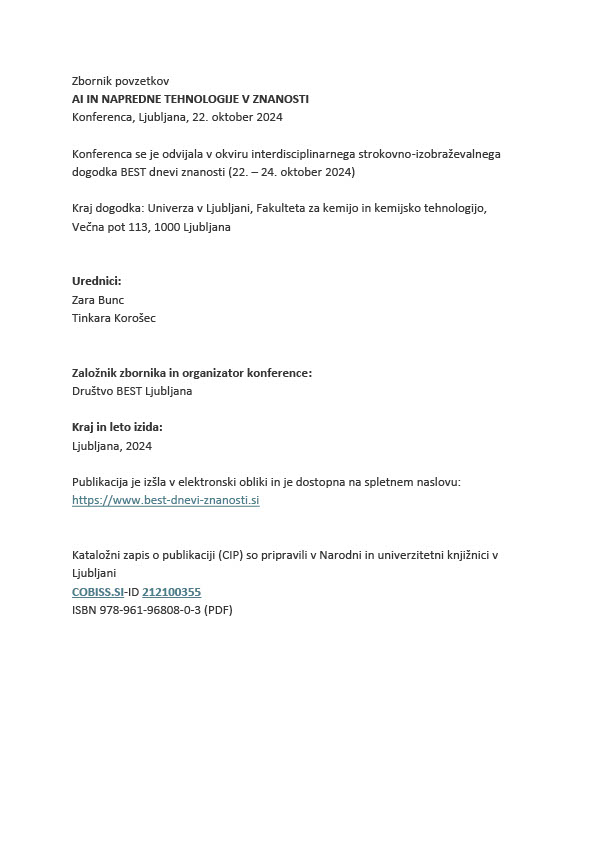 Zbornik povzetkov
AI IN NAPREDNE TEHNOLOGIJE V ZNANOSTI
Konferenca, Ljubljana, 22. oktober 2024
Konferenca se je odvijala v okviru interdisciplinarnega strokovno-izobraževalnega
dogodka BEST dnevi znanosti (22. – 24. oktober 2024)
Kraj dogodka: Univerza v Ljubljani, Fakulteta za kemijo in kemijsko tehnologijo,
Večna pot 113, 1000 Ljubljana
Urednici:
Zara Bunc
Tinkara Korošec
Založnik zbornika in organizator konference:
Društvo BEST Ljubljana
Kraj in leto izida:
Ljubljana, 2024
Publikacija je izšla v elektronski obliki in je dostopna na spletnem naslovu:
https://www.best-dnevi-znanosti.si
Kataložni zapis o publikaciji (CIP) so pripravili v Narodni in univerzitetni knjižnici v
Ljubljani
COBISS.SI-ID 212100355
ISBN 978-961-96808-0-3 (PDF)